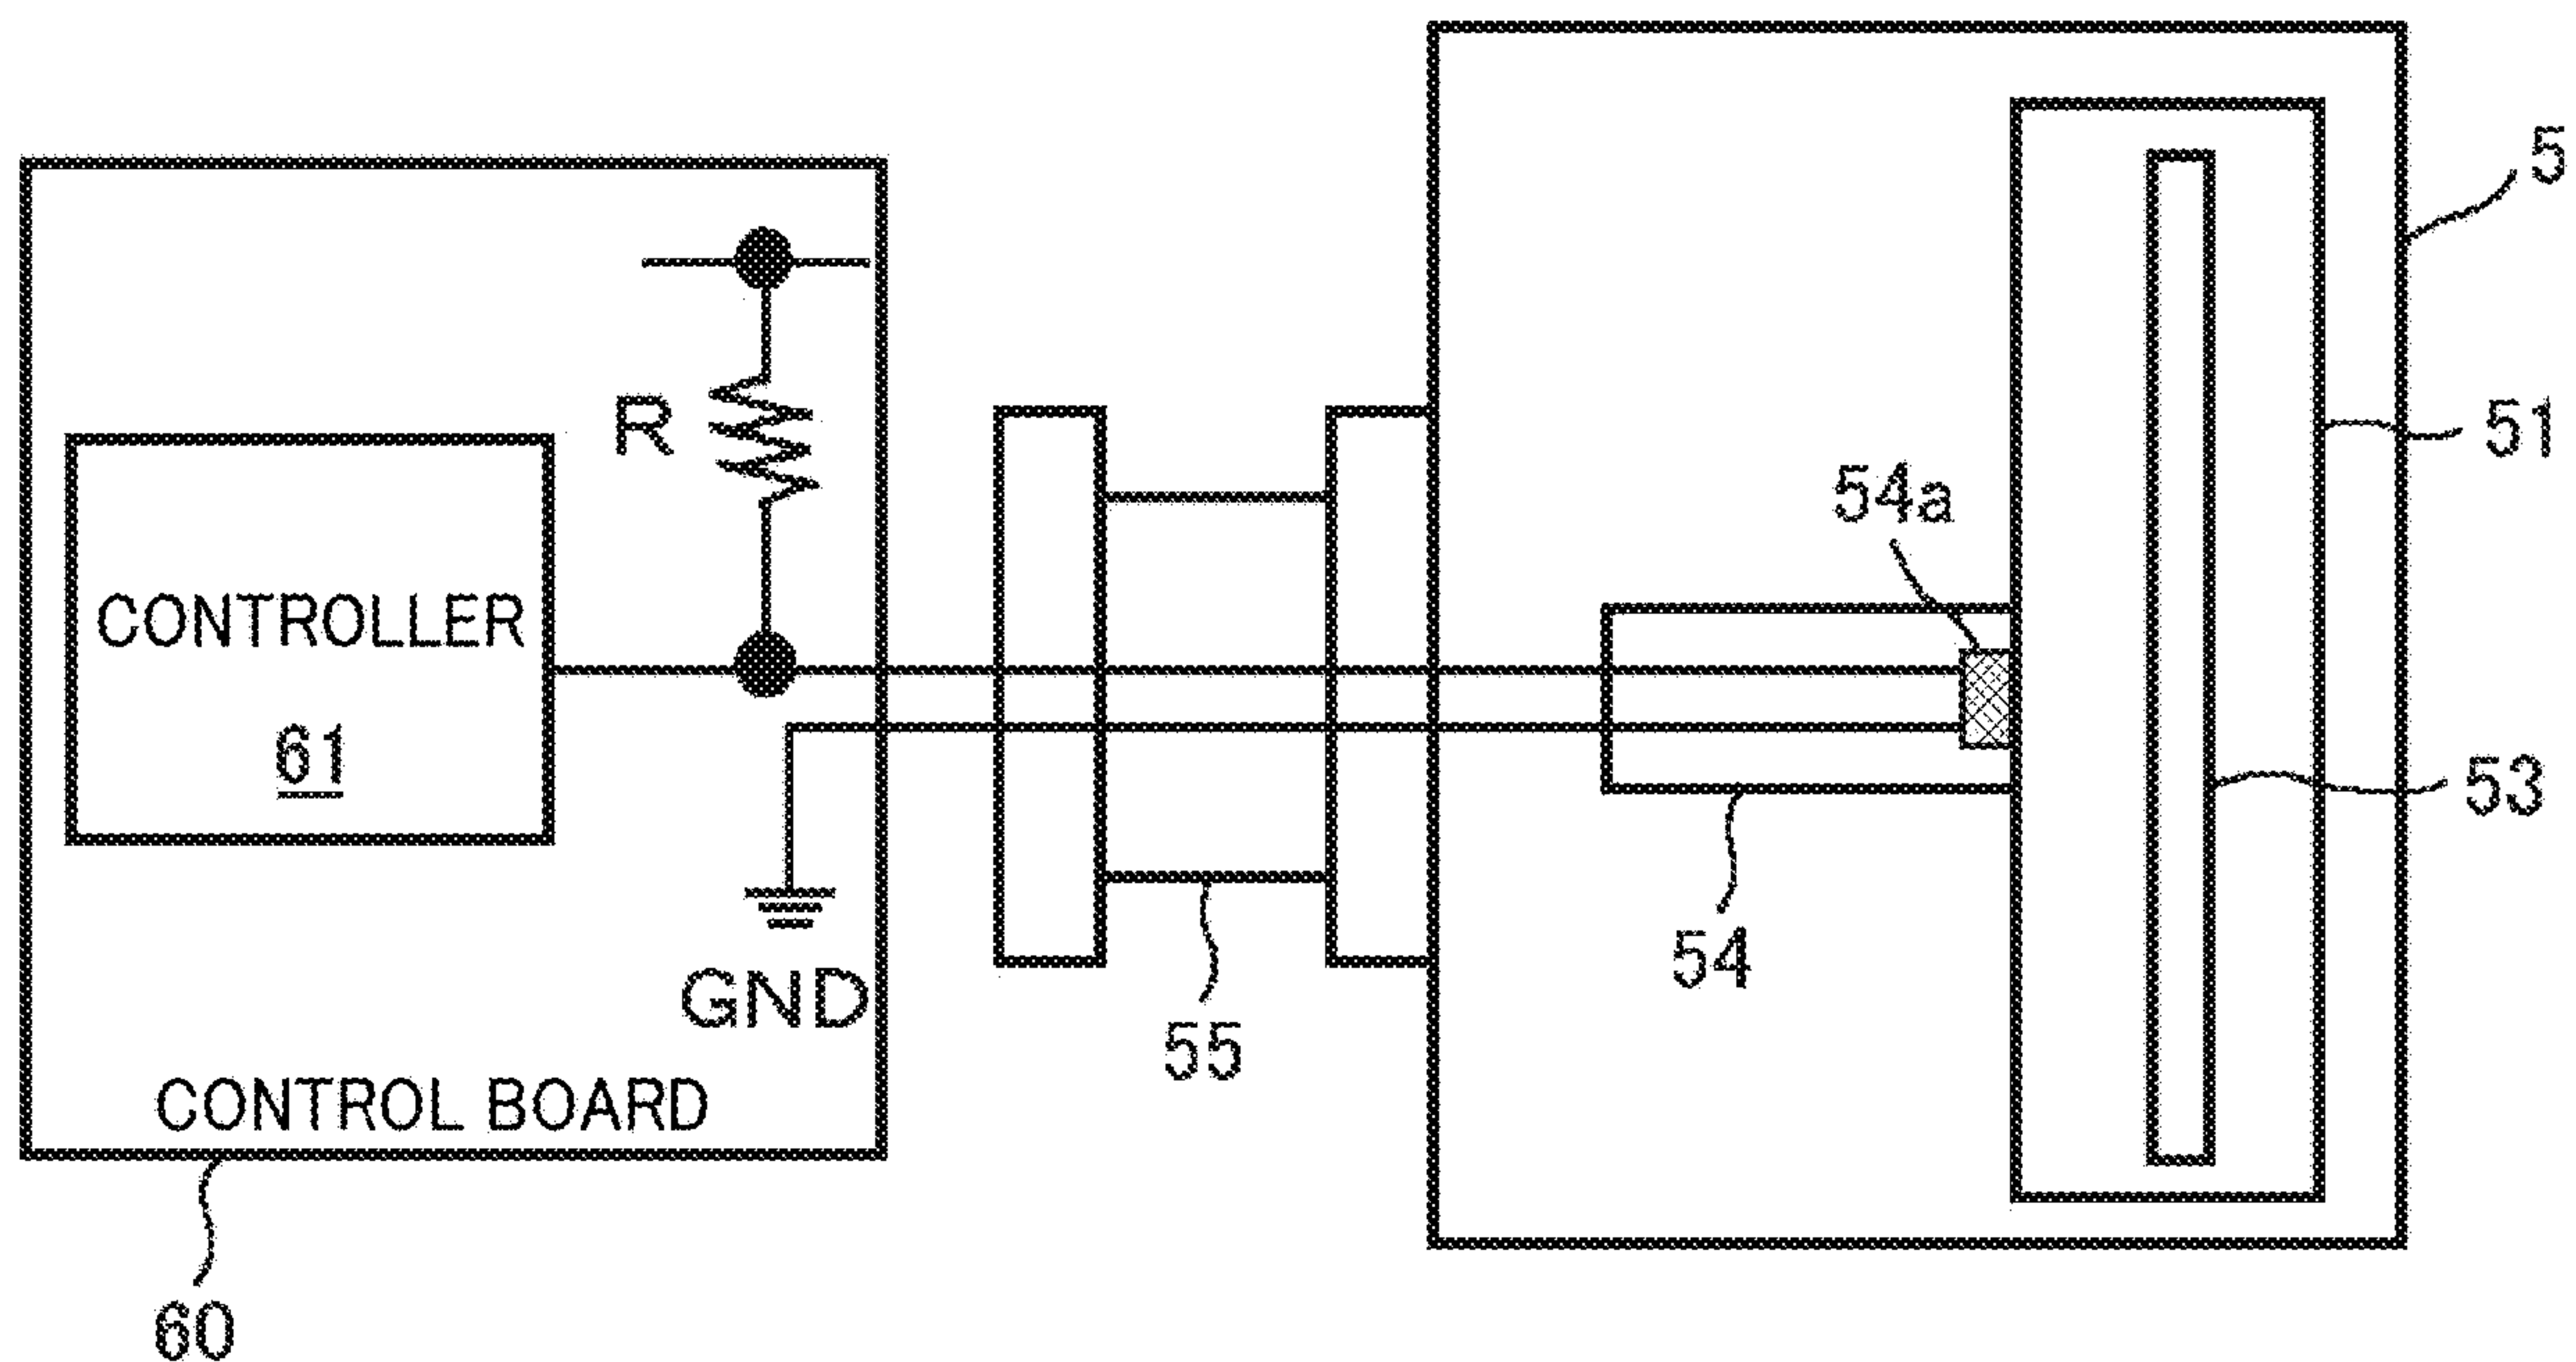 5
R
51
54a
CONTROLLER
61
53
54
GND
55
CONTROL BOARD
60